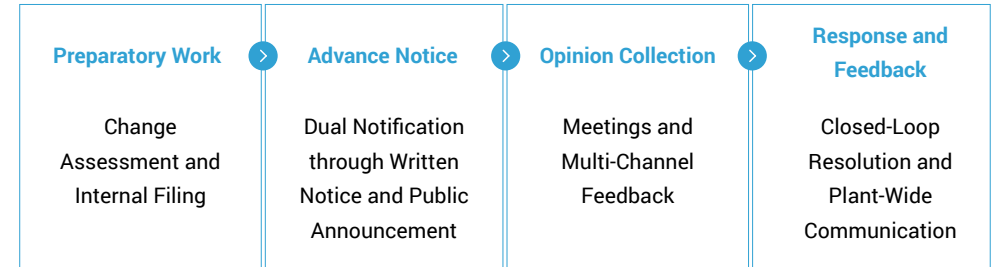 Preparatory Work
Change
Assessment and
Internal Filing
Advance Notice
Dual Notification
through Written
Notice and Public
Announcement
Opinion Collection
Meetings and
Multi-Channel
Feedback
Response and
Feedback
Closed-Loop
Resolution and
Plant-Wide
Communication